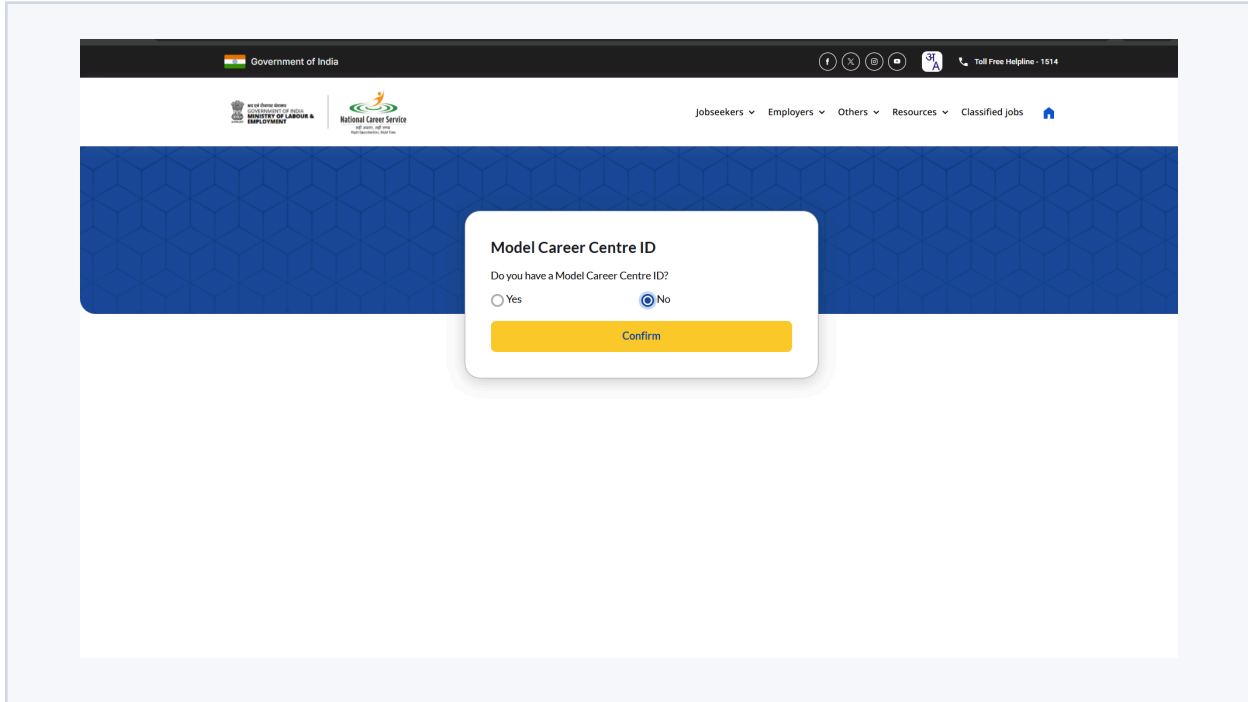 Government of India
अ
A
Toll Free Helpline - 1514
GOVERNMENT OF INDIA
MINISTRY OF LABOUR &
EMPLOYMENT
National Career Service
Jobseekers
Employers
Others
Resources
Classified jobs
Model Career Centre ID
Do you have a Model Career Centre ID?
Yes
No
Confirm